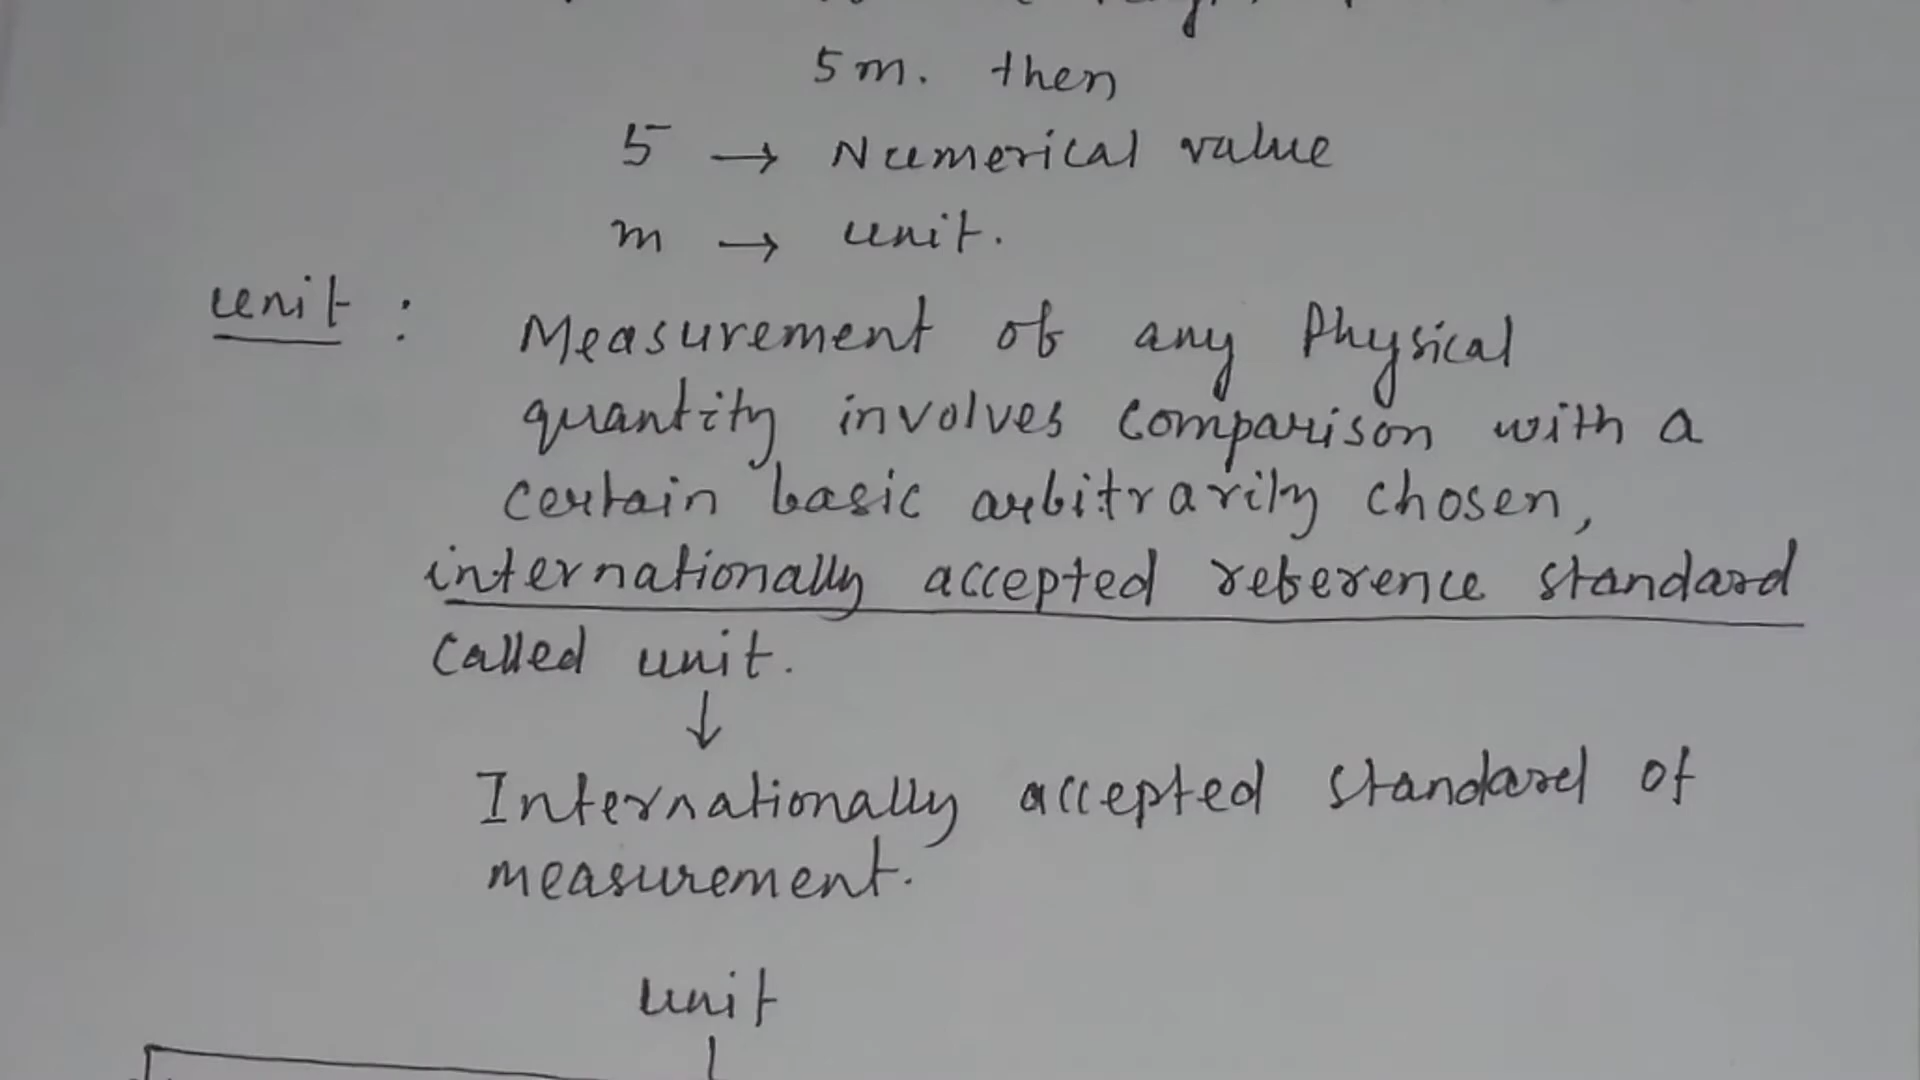 5m. then
5 → Numerical value
m → unit.
unit : Measurement of any Physical
quantity involves comparison with a
certain basic arbitrarily chosen,
internationally accepted reference standard
called unit.
↓
Internationally accepted standard of
measurement.
unit